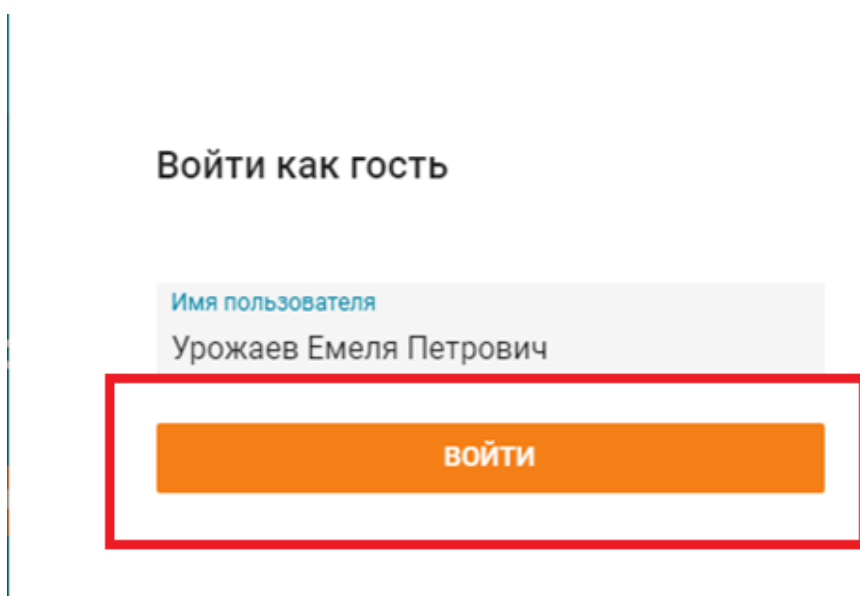 Войти как гость
Имя пользователя
Урожаев Емеля Петрович
ВОЙТИ